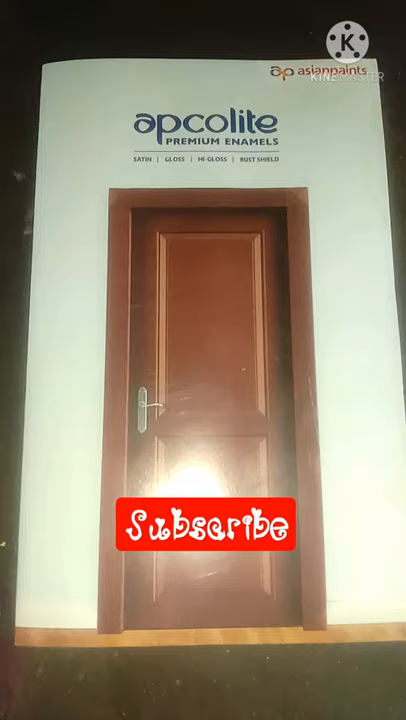 asianpaints
KINEMASTER
apcolite
PREMIUM ENAMELS
SATIN | GLOSS | HI-GLOSS | RUST SHIELD
Subscribe